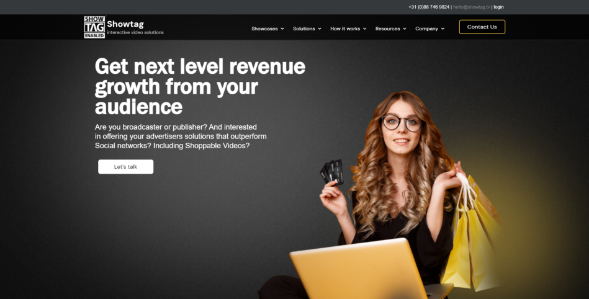 +31 (0)88 746 9824 | hello@showtag.tv | login
SHOW
TAG
ENABLED
Showtag
interactive video solutions
Showcases
Solutions
How it works
Resources
Company
Contact Us
Get next level revenue
growth from your
audience
Are you broadcaster or publisher? And interested
in offering your advertisers solutions that outperform
Social networks? Including Shoppable Videos?
Let's talk